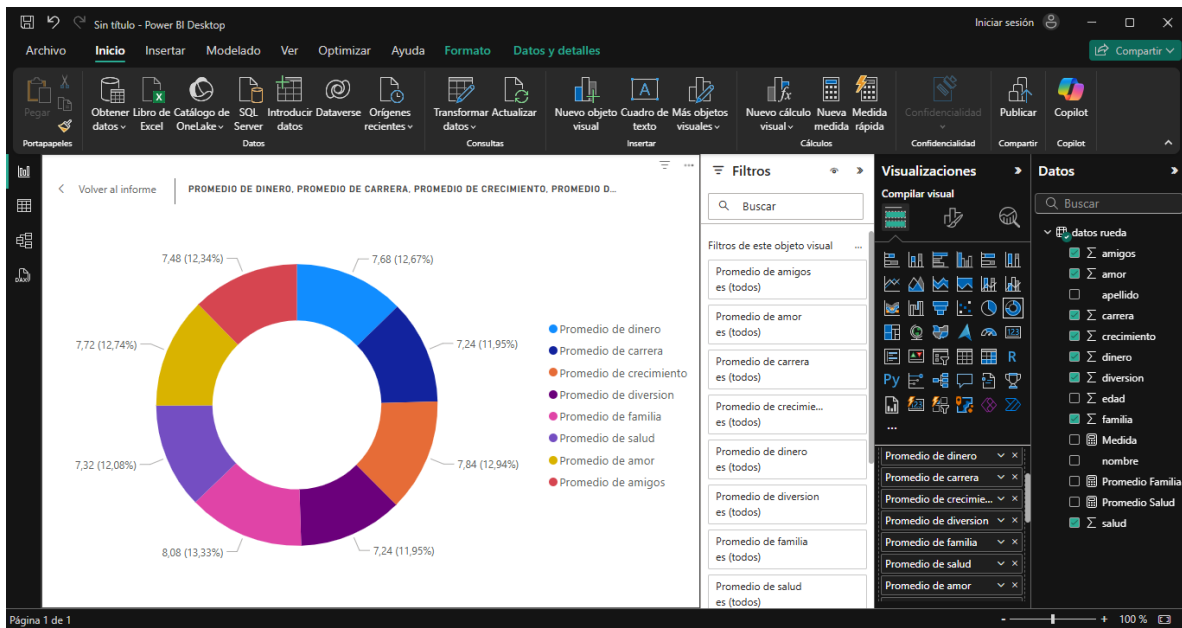 Sin título - Power BI Desktop
Iniciar sesión
Archivo Inicio Insertar Modelado Ver Optimizar Ayuda Formato Datos y detalles
Compartir
Pegar
Obtener datos
Libro de Excel
Catálogo de OneLake
SQL Server
Introducir datos
Dataverse
Orígenes recientes
Transformar datos
Actualizar
Nuevo objeto visual
Cuadro de texto
Más objetos visuales
Nuevo cálculo visual
Nueva medida
Medida rápida
Confidencialidad
Publicar
Copilot
Portapapeles
Datos
Consultas
Insertar
Cálculos
Confidencialidad
Compartir
Copilot
Volver al informe
PROMEDIO DE DINERO, PROMEDIO DE CARRERA, PROMEDIO DE CRECIMIENTO, PROMEDIO D...
7,48 (12,34%)
7,68 (12,67%)
7,72 (12,74%)
7,24 (11,95%)
7,32 (12,08%)
7,84 (12,94%)
8,08 (13,33%)
7,24 (11,95%)
Promedio de dinero
Promedio de carrera
Promedio de crecimiento
Promedio de diversion
Promedio de familia
Promedio de salud
Promedio de amor
Promedio de amigos
Filtros
Buscar
Filtros de este objeto visual
Promedio de amigos
es (todos)
Promedio de amor
es (todos)
Promedio de carrera
es (todos)
Promedio de crecimie...
es (todos)
Promedio de dinero
es (todos)
Promedio de diversion
es (todos)
Promedio de familia
es (todos)
Promedio de salud
es (todos)
Visualizaciones
Compilar visual
123
R
Py
Promedio de dinero
Promedio de carrera
Promedio de crecimie...
Promedio de diversion
Promedio de familia
Promedio de salud
Promedio de amor
Datos
Buscar
datos rueda
amigos
amor
apellido
carrera
crecimiento
dinero
diversion
edad
familia
Medida
nombre
Promedio Familia
Promedio Salud
salud
Página 1 de 1
100 %